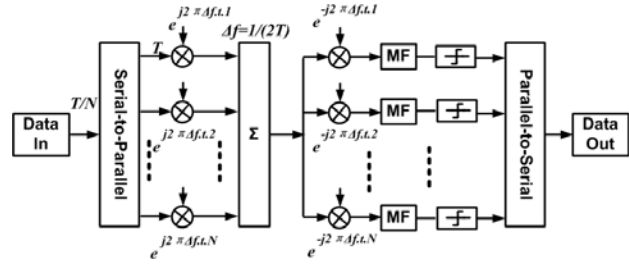 e j2πΔf.t.1
Δf=1/(2T)
e -j2πΔf.t.1
T
T/N
Data In
Serial-to-Parallel
e j2πΔf.t.2
e j2πΔf.t.N
Σ
e -j2πΔf.t.2
e -j2πΔf.t.N
MF
MF
MF
Parallel-to-Serial
Data Out